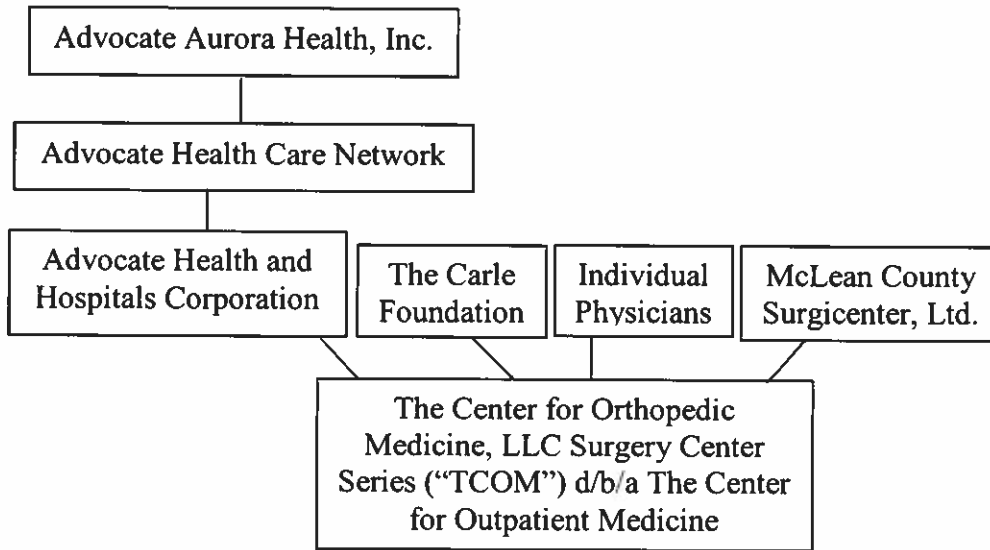 Advocate Aurora Health, Inc.
Advocate Health Care Network
Advocate Health and
Hospitals Corporation
The Carle
Foundation
Individual
Physicians
McLean County
Surgicenter, Ltd.
The Center for Orthopedic
Medicine, LLC Surgery Center
Series (“TCOM”) d/b/a The Center
for Outpatient Medicine